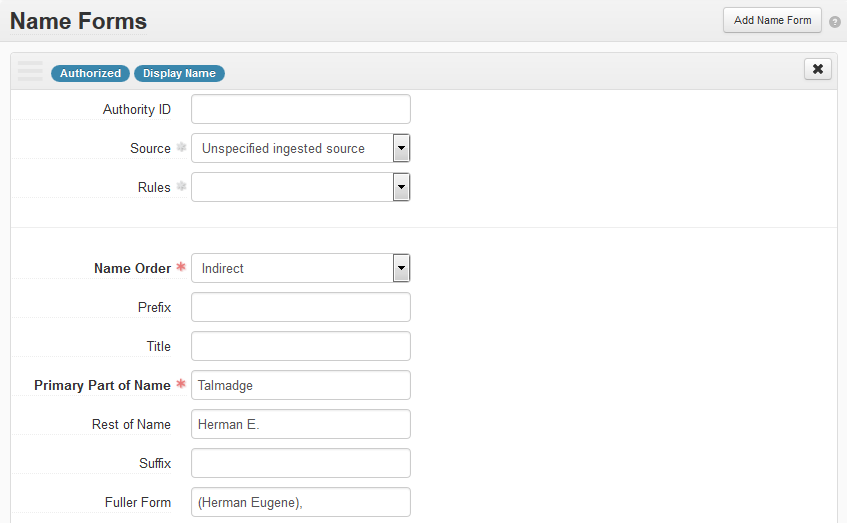 Name Forms
Add Name Form
Authorized Display Name
Authority ID
Source Unspecified ingested source
Rules
Name Order * Indirect
Prefix
Title
Primary Part of Name * Talmadge
Rest of Name Herman E.
Suffix
Fuller Form (Herman Eugene),